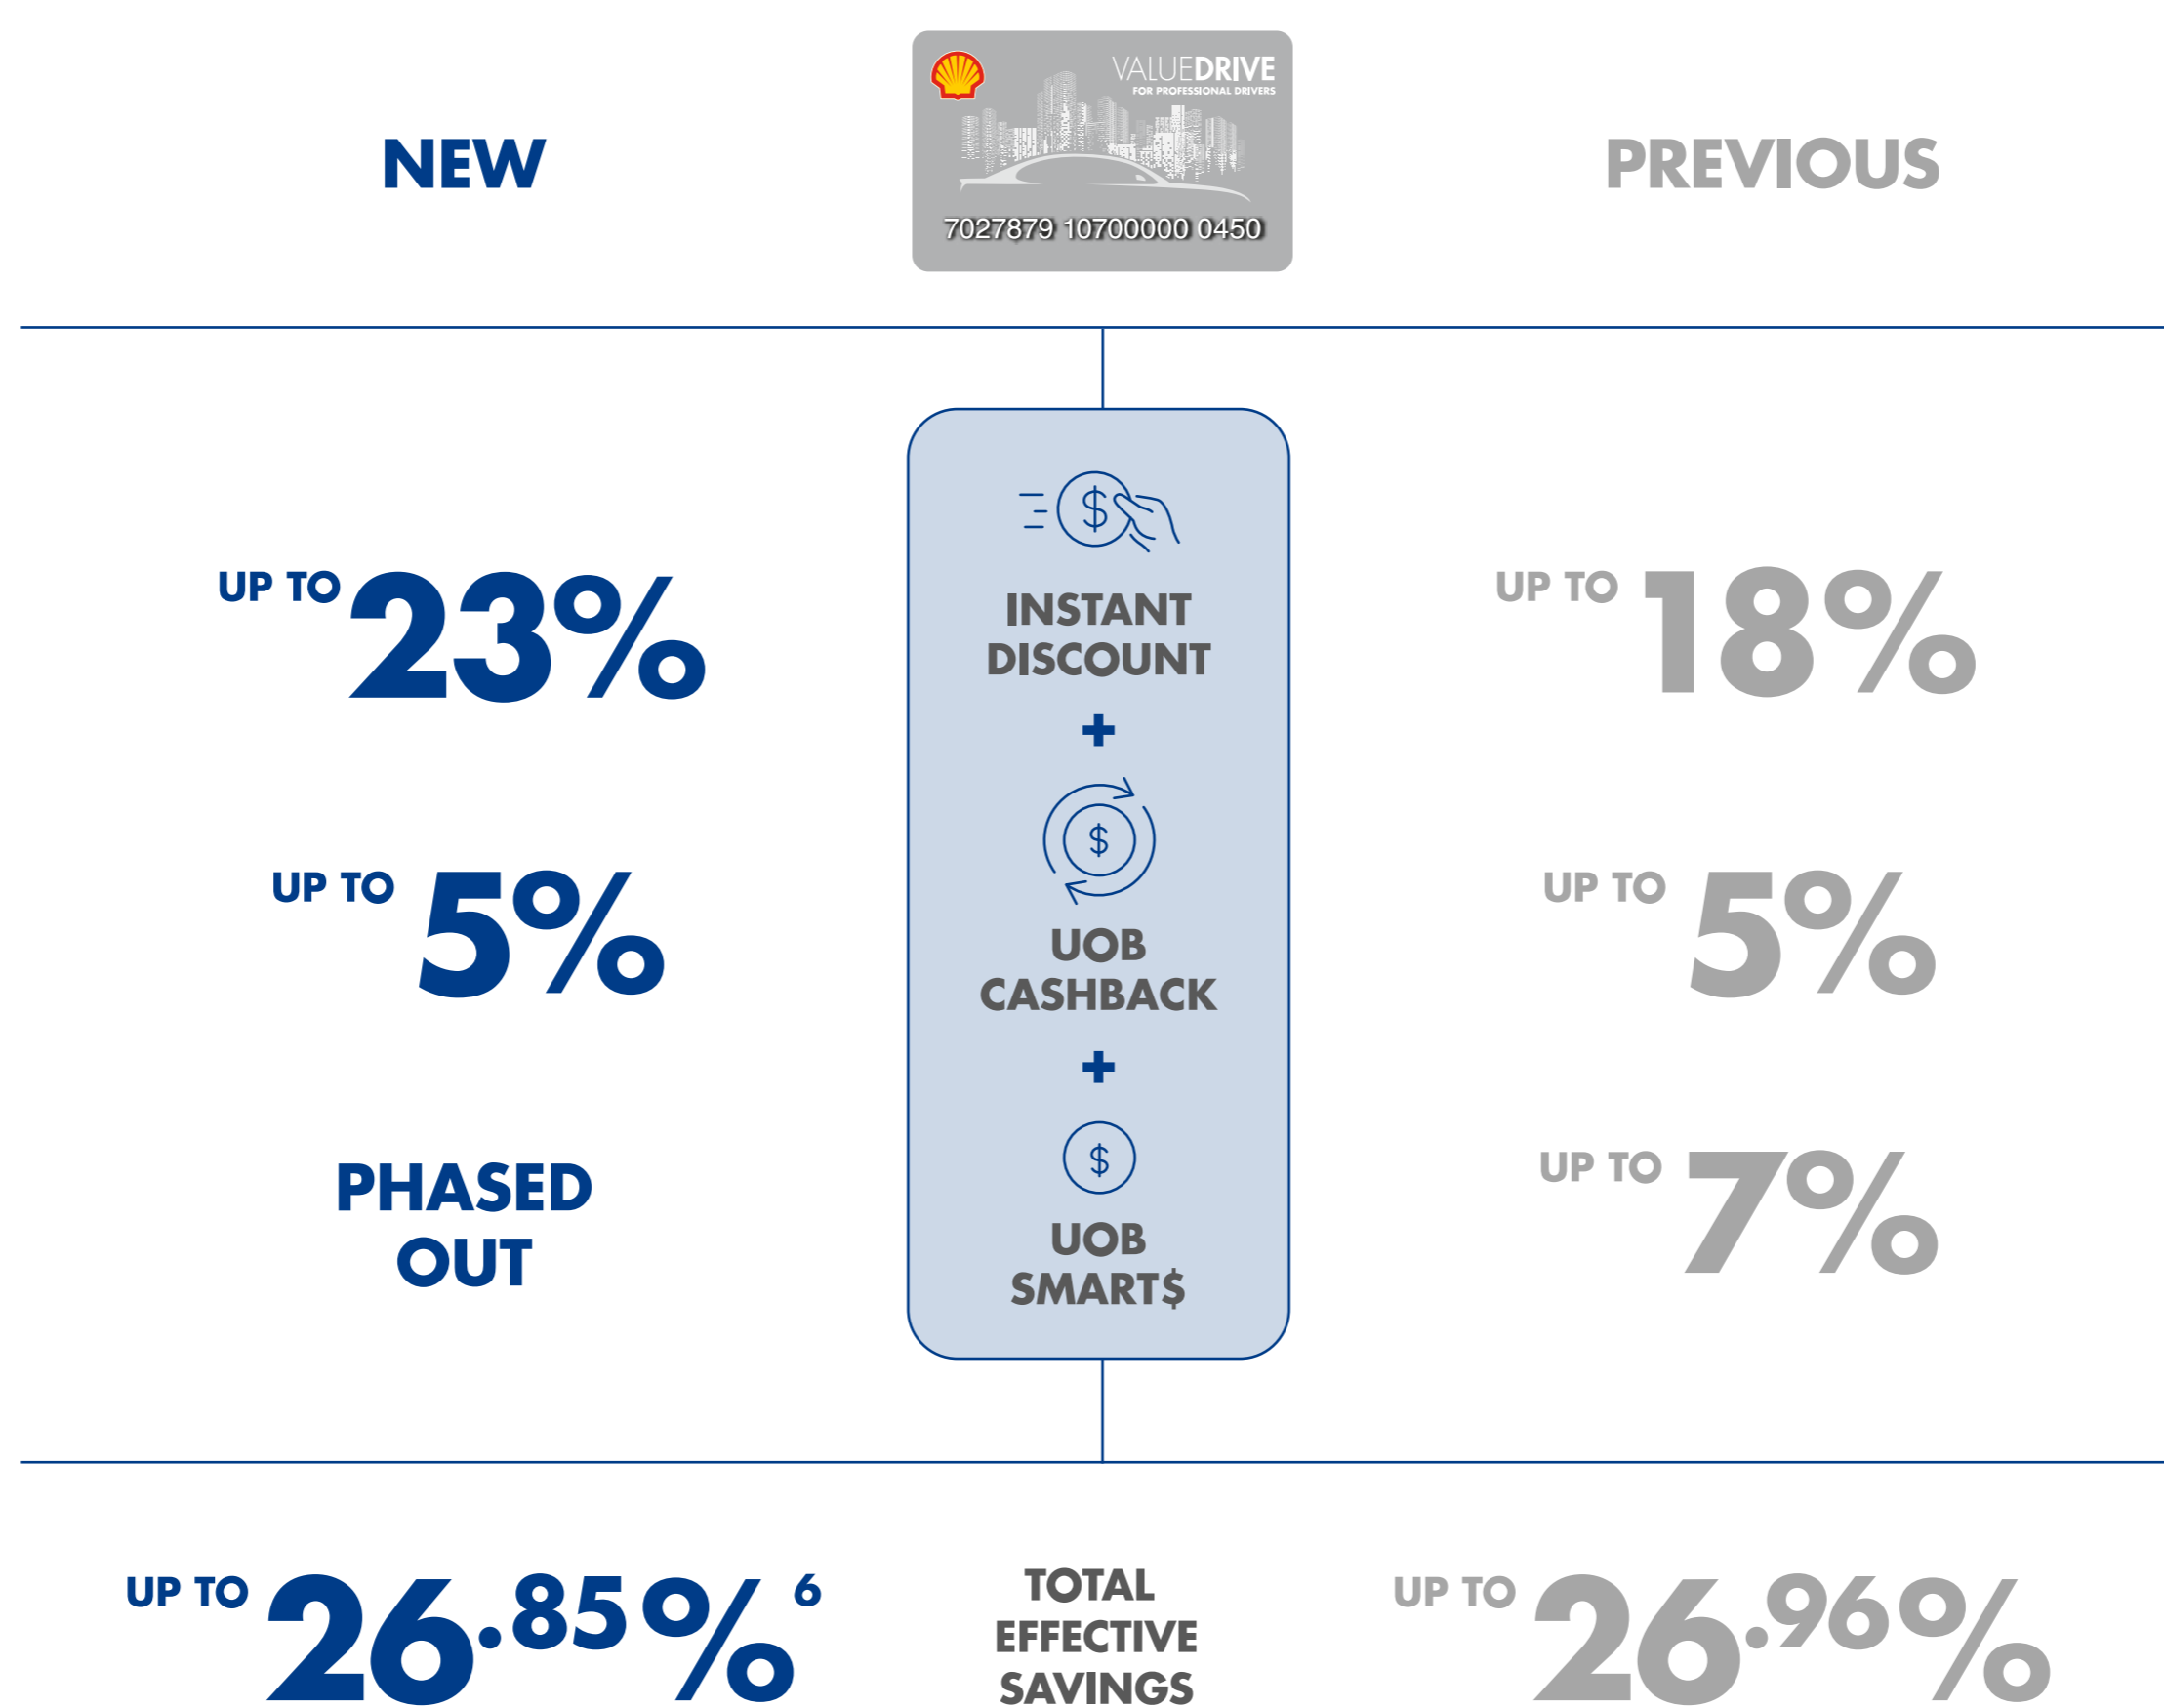 NEW
VALUEDRIVE
FOR PROFESSIONAL DRIVERS
7027879 10700000 0450
PREVIOUS
UP TO 23%
INSTANT
DISCOUNT
UP TO 18%
+
UP TO 5%
UOB
CASHBACK
UP TO 5%
+
PHASED
OUT
UOB
SMART$
UP TO 7%
UP TO 26.85%6
TOTAL
EFFECTIVE
SAVINGS
UP TO 26.96%